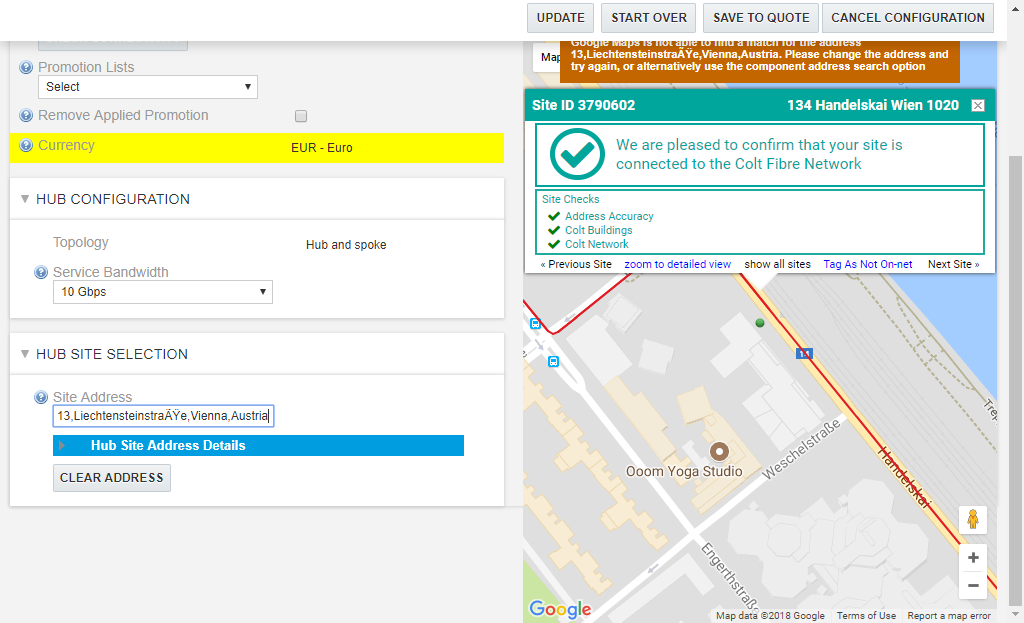 UPDATE
START OVER
SAVE TO QUOTE
CANCEL CONFIGURATION
Promotion Lists
Select
Remove Applied Promotion
Currency
EUR - Euro
HUB CONFIGURATION
Topology
Hub and spoke
Service Bandwidth
10 Gbps
HUB SITE SELECTION
Site Address
13,LiechtensteinstraÃŸe,Vienna,Austria
Hub Site Address Details
CLEAR ADDRESS
Map
Google Maps is not able to find a match for the address
13,LiechtensteinstraÃŸe,Vienna,Austria. Please change the address and
try again, or alternatively use the component address search option
Site ID 3790602
134 Handelskai Wien 1020
We are pleased to confirm that your site is
connected to the Colt Fibre Network
Site Checks
Address Accuracy
Colt Buildings
Colt Network
« Previous Site
zoom to detailed view
show all sites
Tag As Not On-net
Next Site »
Ooom Yoga Studio
Weschelstraße
Handelskai
Engerthstraße
Google
Map data ©2018 Google
Terms of Use
Report a map error